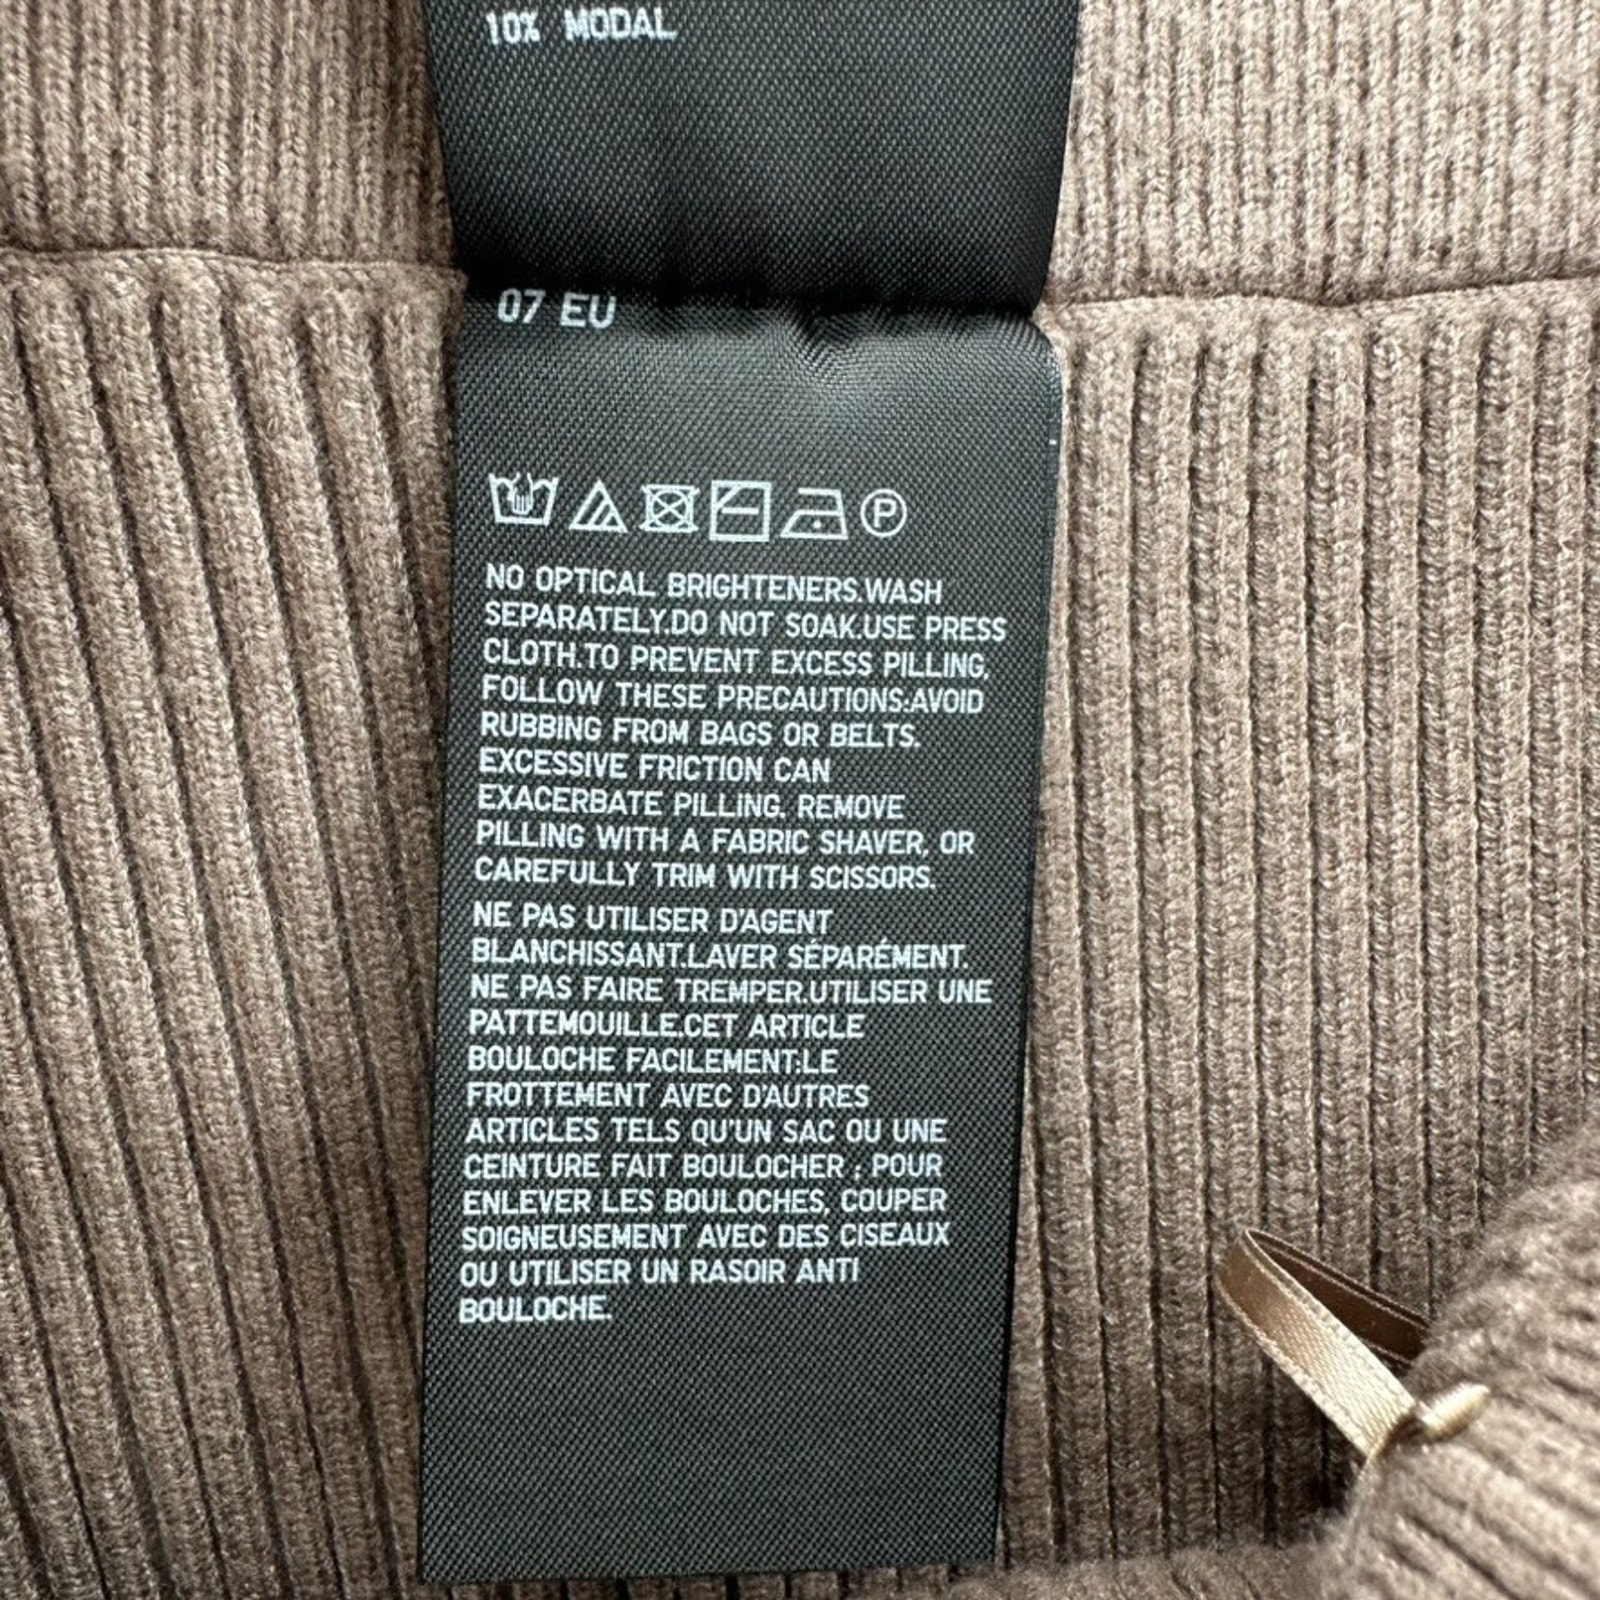 10% MODAL
07 EU
P
NO OPTICAL BRIGHTENERS.WASH
SEPARATELY.DO NOT SOAK.USE PRESS
CLOTH.TO PREVENT EXCESS PILLING,
FOLLOW THESE PRECAUTIONS:AVOID
RUBBING FROM BAGS OR BELTS.
EXCESSIVE FRICTION CAN
EXACERBATE PILLING. REMOVE
PILLING WITH A FABRIC SHAVER, OR
CAREFULLY TRIM WITH SCISSORS.
NE PAS UTILISER D'AGENT
BLANCHISSANT.LAVER SÉPARÉMENT.
NE PAS FAIRE TREMPER.UTILISER UNE
PATTEMOUILLE.CET ARTICLE
BOULOCHE FACILEMENT:LE
FROTTEMENT AVEC D'AUTRES
ARTICLES TELS QU'UN SAC OU UNE
CEINTURE FAIT BOULOCHER ; POUR
ENLEVER LES BOULOCHES, COUPER
SOIGNEUSEMENT AVEC DES CISEAUX
OU UTILISER UN RASOIR ANTI
BOULOCHE.